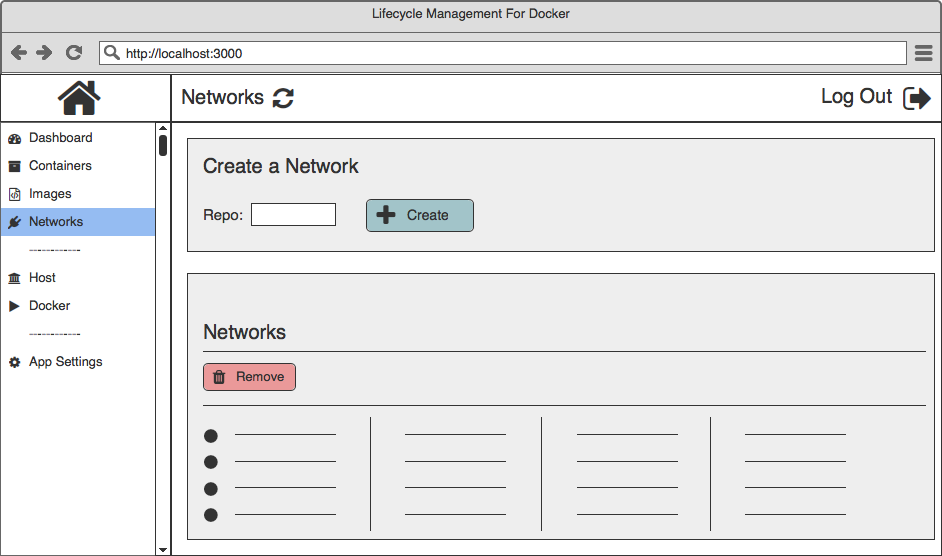 Lifecycle Management For Docker
http://localhost:3000
Networks
Log Out
Dashboard
Containers
Images
Networks
-----------
Host
Docker
-----------
App Settings
Create a Network
Repo:
Create
Networks
Remove